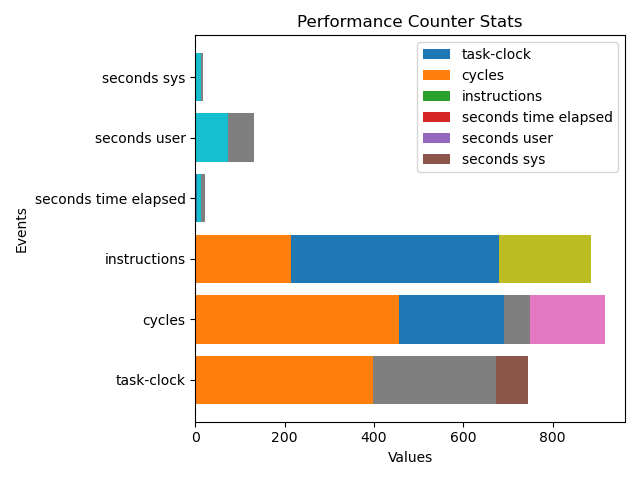 Performance Counter Stats
task-clock
cycles
instructions
seconds time elapsed
seconds user
seconds sys
seconds sys
seconds user
seconds time elapsed
instructions
cycles
task-clock
Events
0 200 400 600 800
Values